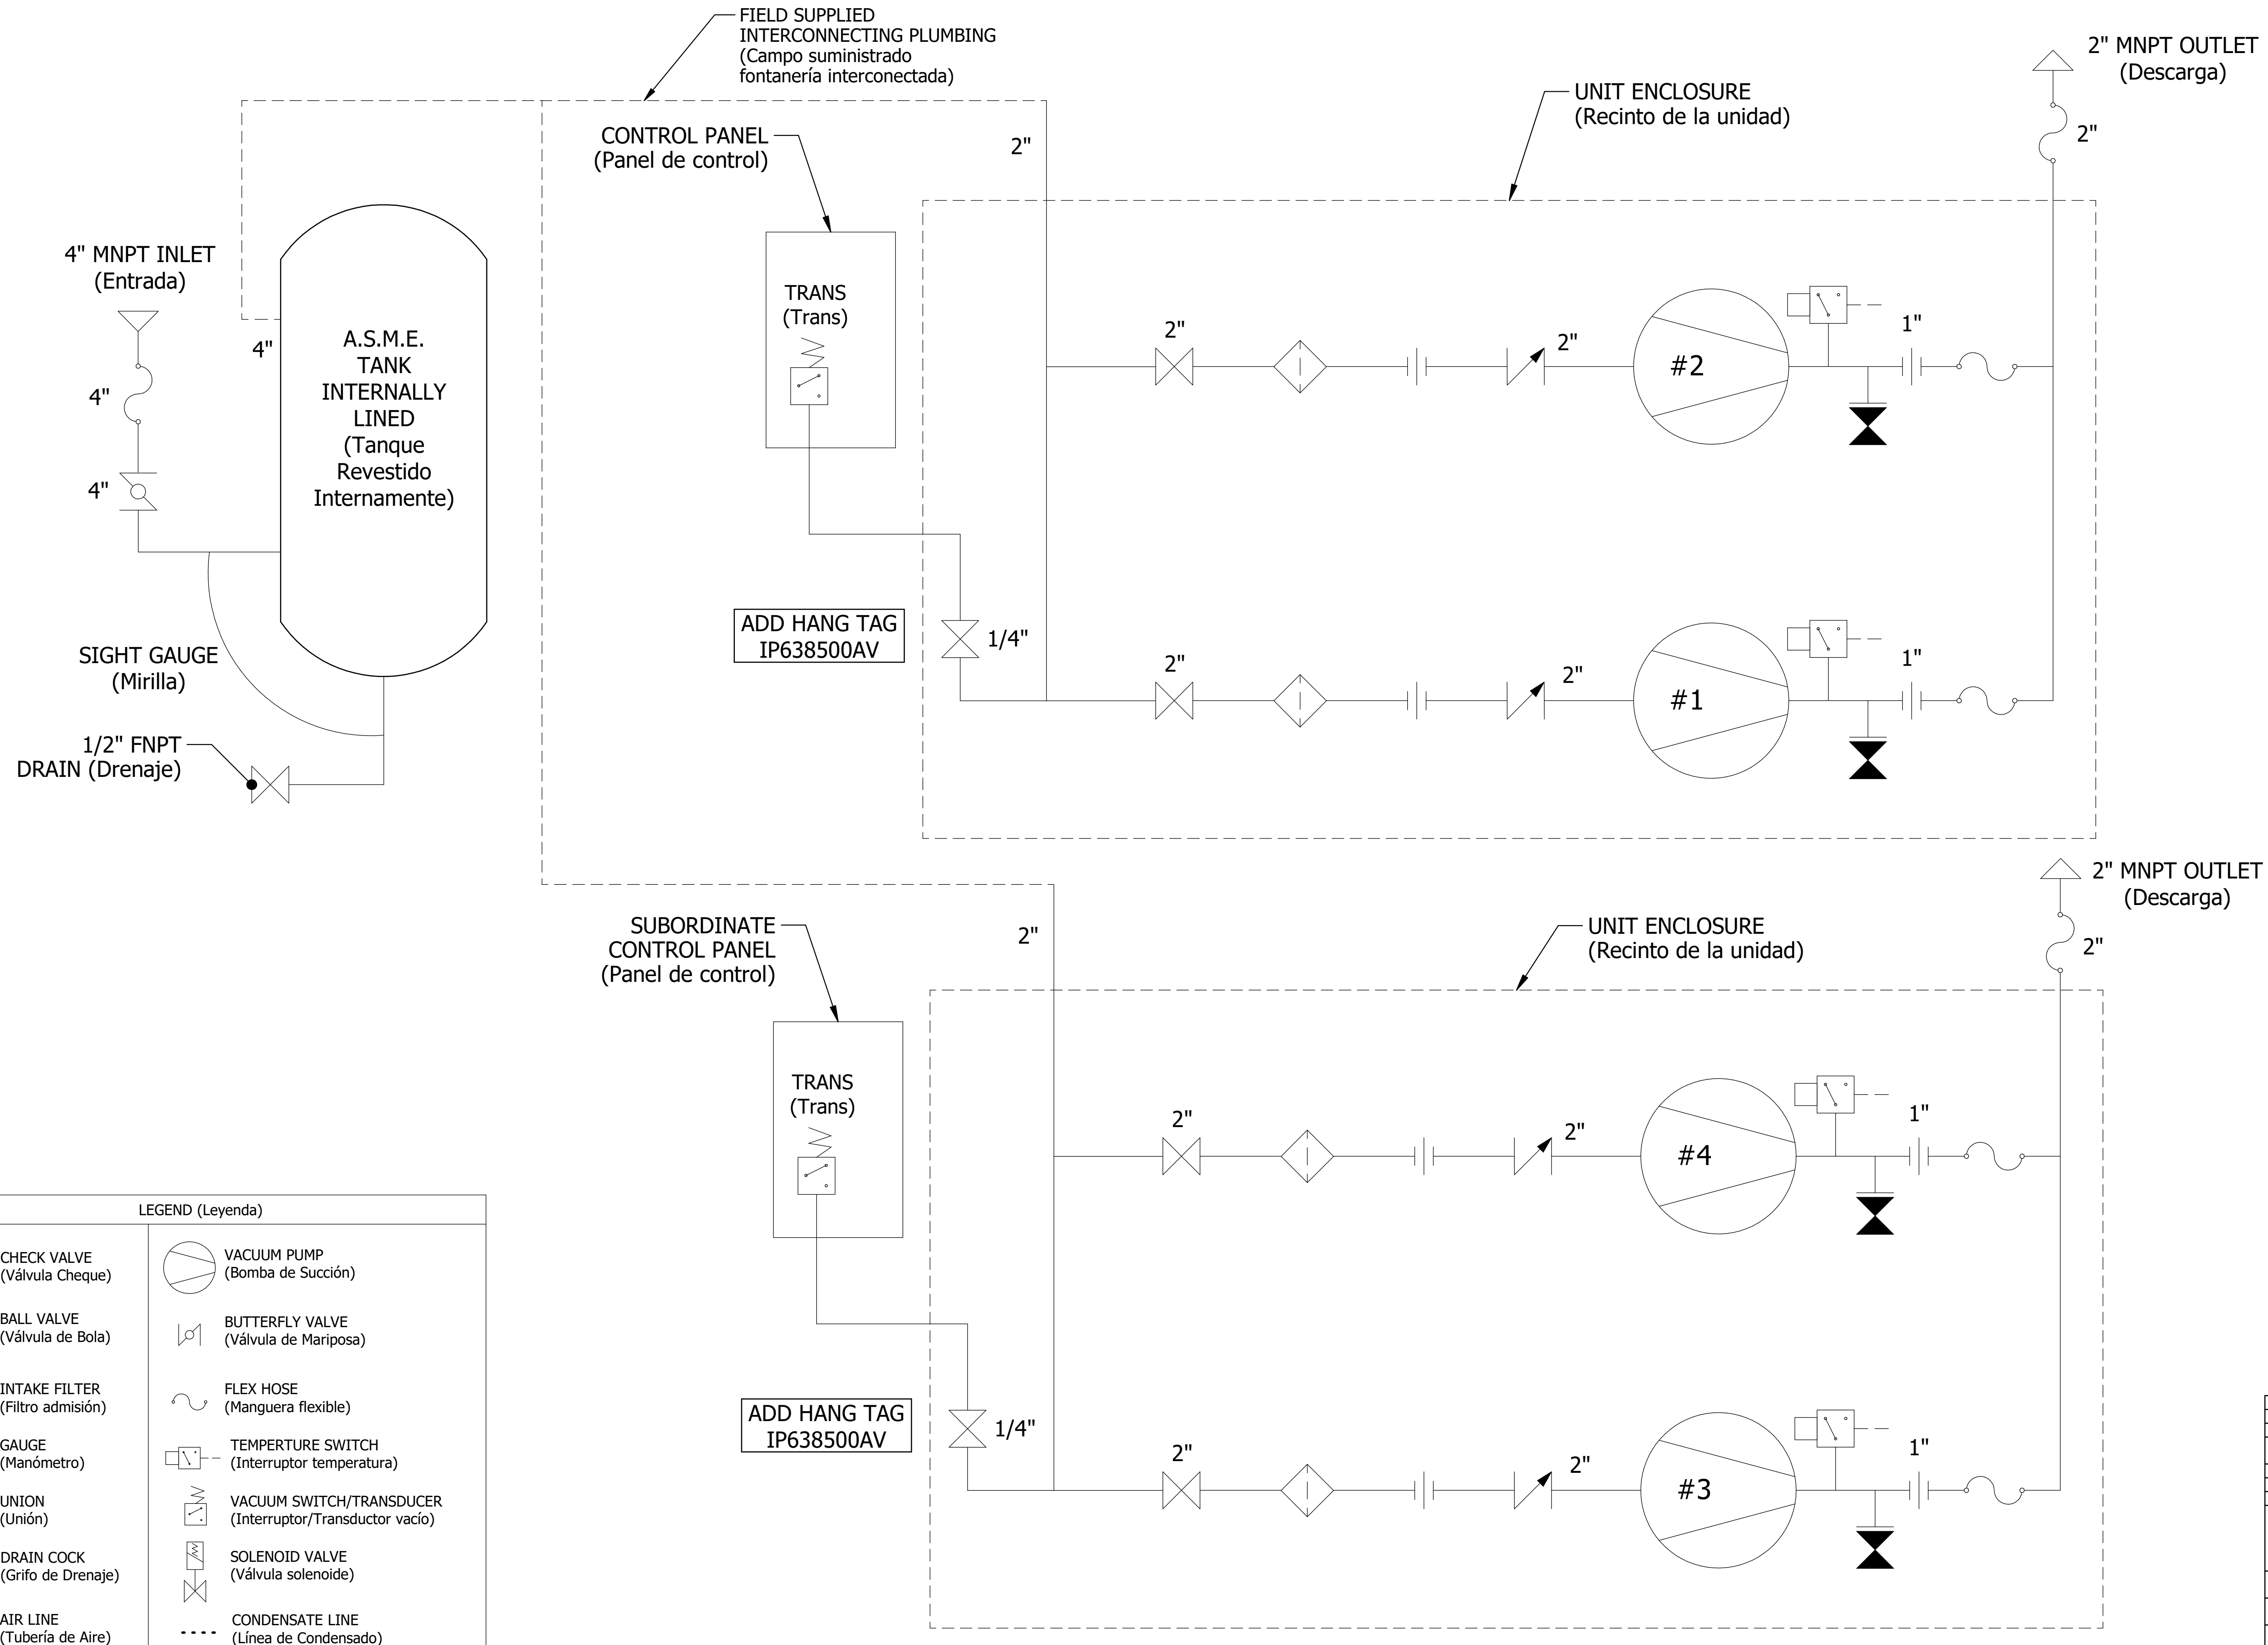 FIELD SUPPLIED
INTERCONNECTING PLUMBING
(Campo suministrado
fontanería interconectada)
2" MNPT OUTLET
(Descarga)
UNIT ENCLOSURE
(Recinto de la unidad)
2"
CONTROL PANEL
(Panel de control)
2"
4" MNPT INLET
(Entrada)
TRANS
(Trans)
4"
A.S.M.E.
TANK
INTERNALLY
LINED
(Tanque
Revestido
Internamente)
4"
4"
2"
2"
#2
1"
ADD HANG TAG
IP638500AV
1/4"
2"
2"
#1
1"
SIGHT GAUGE
(Mirilla)
1/2" FNPT
DRAIN (Drenaje)
2" MNPT OUTLET
(Descarga)
UNIT ENCLOSURE
(Recinto de la unidad)
2"
SUBORDINATE
CONTROL PANEL
(Panel de control)
2"
TRANS
(Trans)
2"
2"
#4
1"
ADD HANG TAG
IP638500AV
1/4"
2"
2"
#3
1"
LEGEND (Leyenda)
CHECK VALVE
(Válvula Cheque)
BALL VALVE
(Válvula de Bola)
INTAKE FILTER
(Filtro admisión)
GAUGE
(Manómetro)
UNION
(Unión)
DRAIN COCK
(Grifo de Drenaje)
AIR LINE
(Tubería de Aire)
VACUUM PUMP
(Bomba de Succión)
BUTTERFLY VALVE
(Válvula de Mariposa)
FLEX HOSE
(Manguera flexible)
TEMPERTURE SWITCH
(Interruptor temperatura)
VACUUM SWITCH/TRANSDUCER
(Interruptor/Transductor vacío)
SOLENOID VALVE
(Válvula solenoide)
CONDENSATE LINE
(Línea de Condensado)